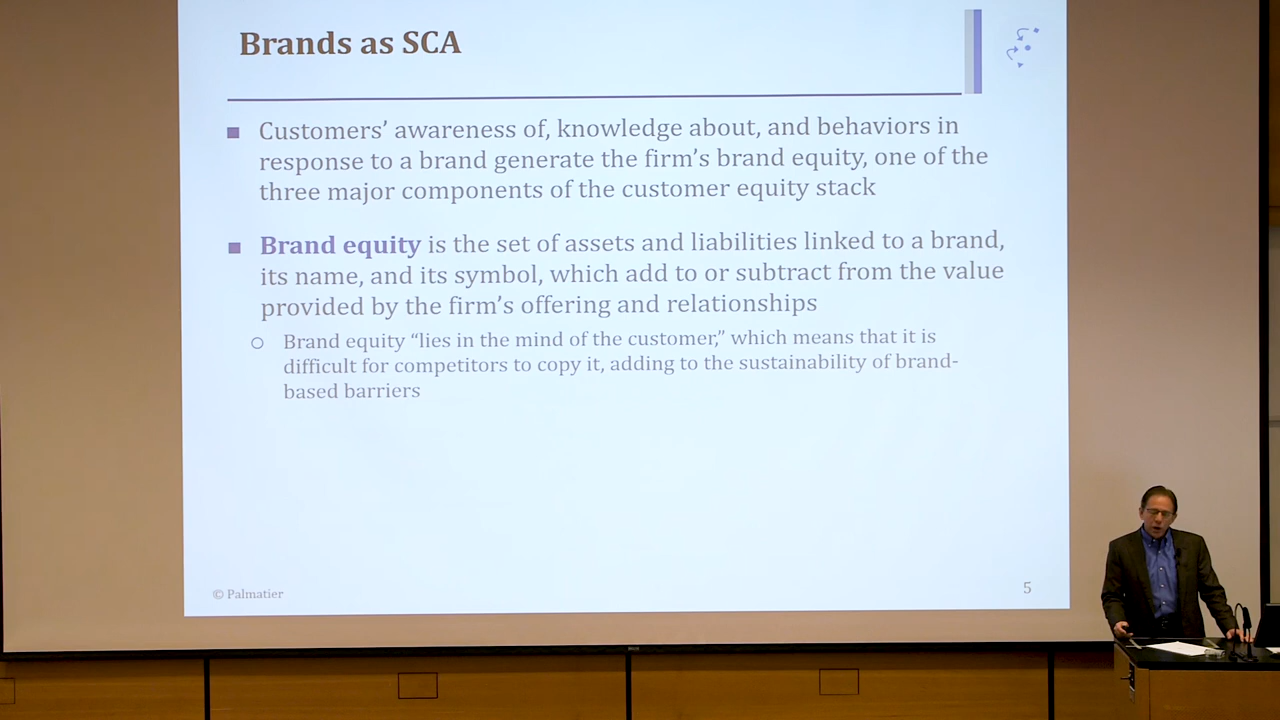 Brands as SCA
Customers’ awareness of, knowledge about, and behaviors in
response to a brand generate the firm’s brand equity, one of the
three major components of the customer equity stack
Brand equity is the set of assets and liabilities linked to a brand,
its name, and its symbol, which add to or subtract from the value
provided by the firm’s offering and relationships
Brand equity “lies in the mind of the customer,” which means that it is
difficult for competitors to copy it, adding to the sustainability of brand-
based barriers
© Palmatier
5